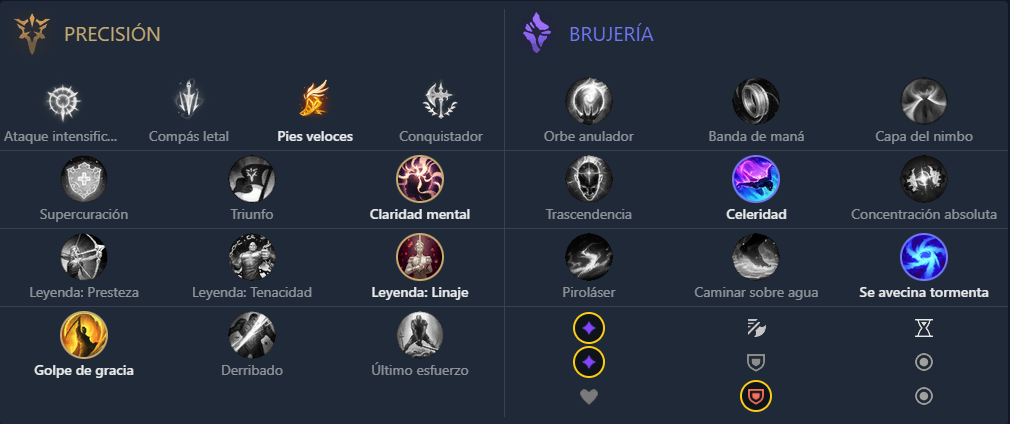 PRECISIÓN
Ataque intensific... Compás letal Pies veloces Conquistador
Supercuración Triunfo Claridad mental
Leyenda: Presteza Leyenda: Tenacidad Leyenda: Linaje
Golpe de gracia Derribado Último esfuerzo
BRUJERÍA
Orbe anulador Banda de maná Capa del nimbo
Trascendencia Celeridad Concentración absoluta
Piroláser Caminar sobre agua Se avecina tormenta